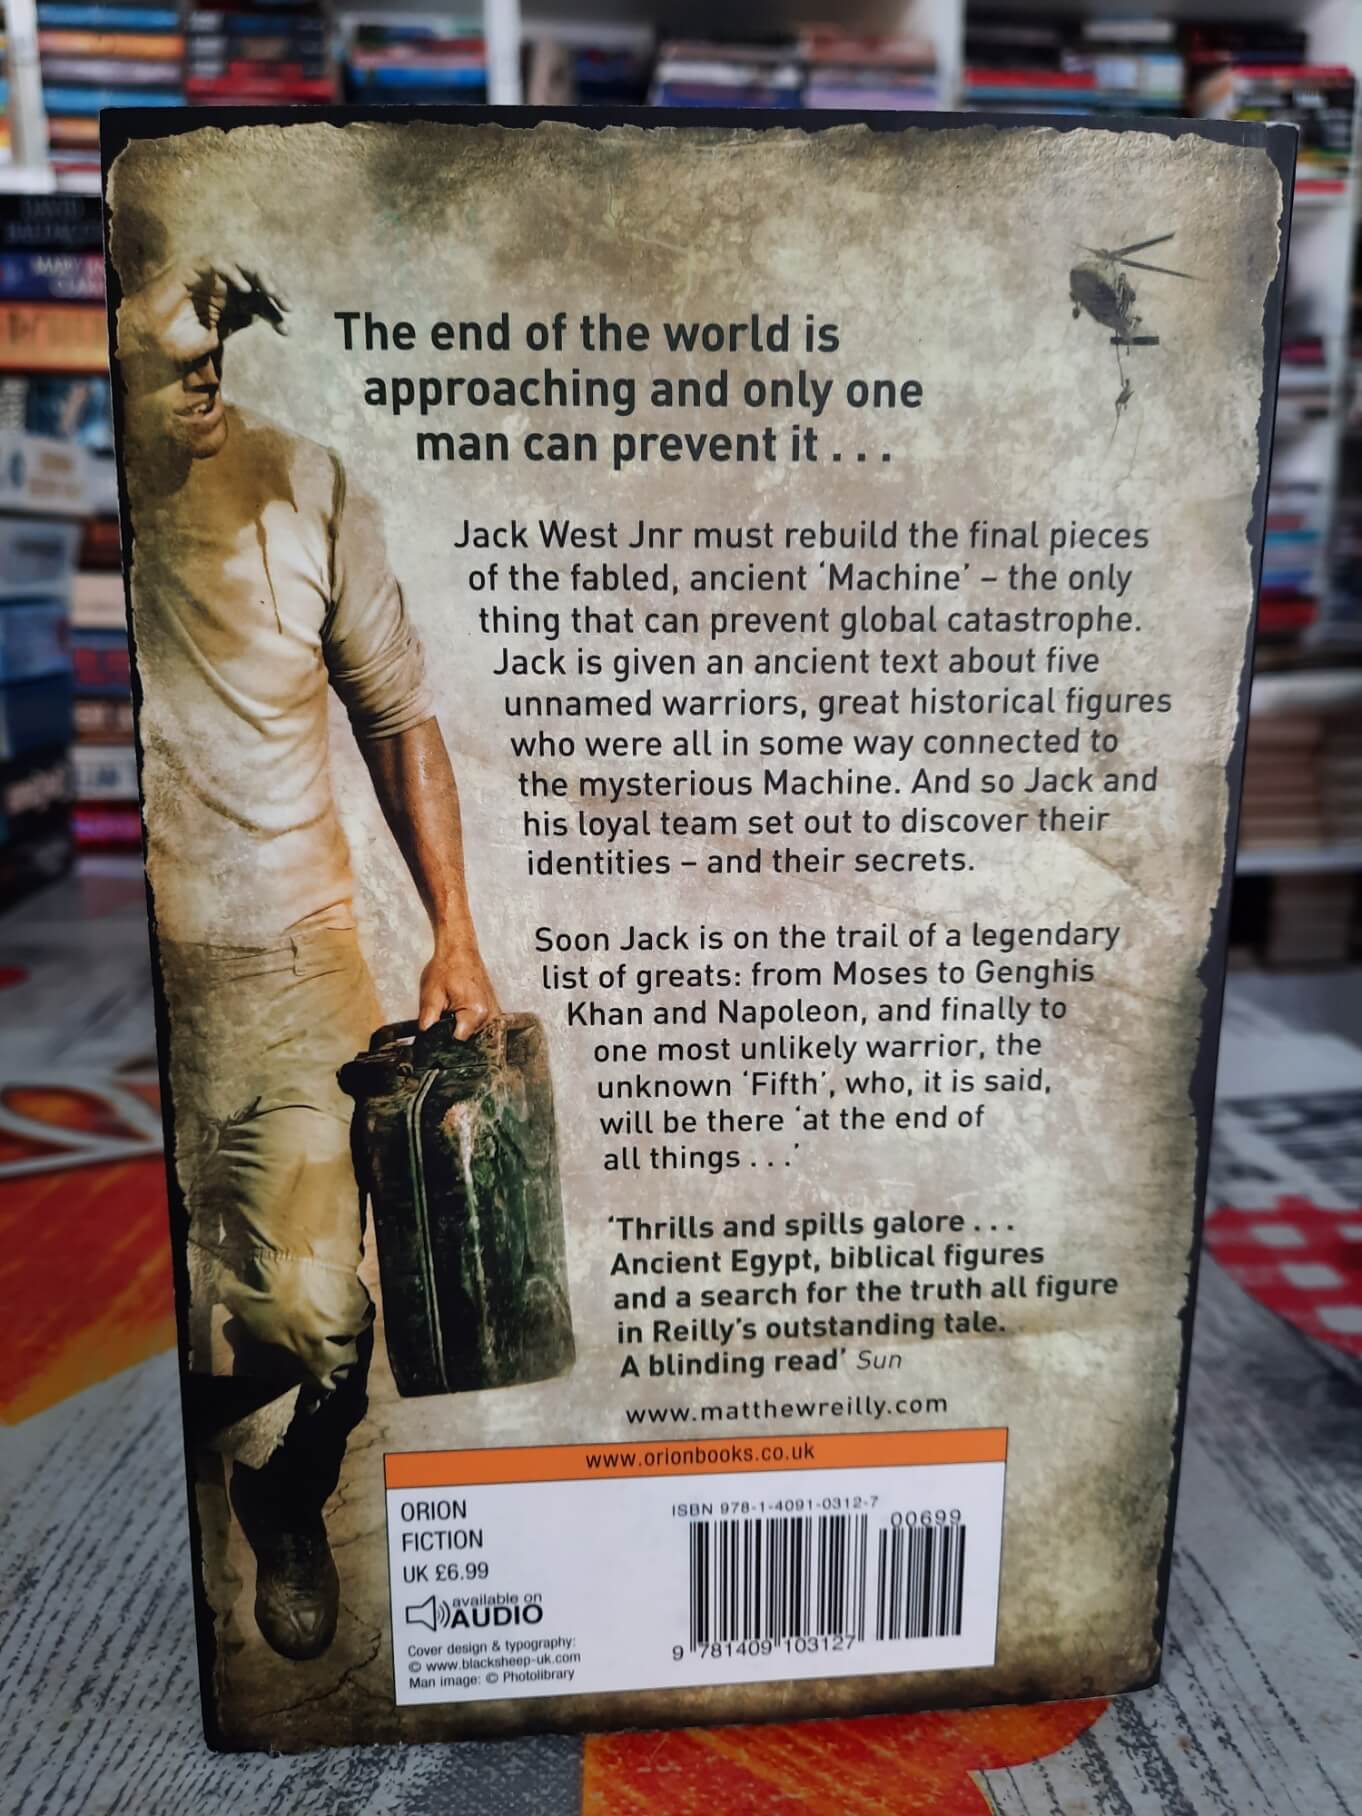 DAVID
BALDACCI
MARY
The end of the world is
approaching and only one
man can prevent it . . .
Jack West Jnr must rebuild the final pieces
of the fabled, ancient ‘Machine’ – the only
thing that can prevent global catastrophe.
Jack is given an ancient text about five
unnamed warriors, great historical figures
who were all in some way connected to
the mysterious Machine. And so Jack and
his loyal team set out to discover their
identities – and their secrets.
Soon Jack is on the trail of a legendary
list of greats: from Moses to Genghis
Khan and Napoleon, and finally to
one most unlikely warrior, the
unknown ‘Fifth’, who, it is said,
will be there ‘at the end of
all things . . .’
‘Thrills and spills galore . . .
Ancient Egypt, biblical figures
and a search for the truth all figure
in Reilly’s outstanding tale.
A blinding read’ Sun
www.matthewreilly.com
www.orionbooks.co.uk
ORION
FICTION
UK £6.99
available on
AUDIO
Cover design & typography:
© www.blacksheep-uk.com
Man image: © Photolibrary
ISBN 978-1-4091-0312-7
00699
9 781409 103127